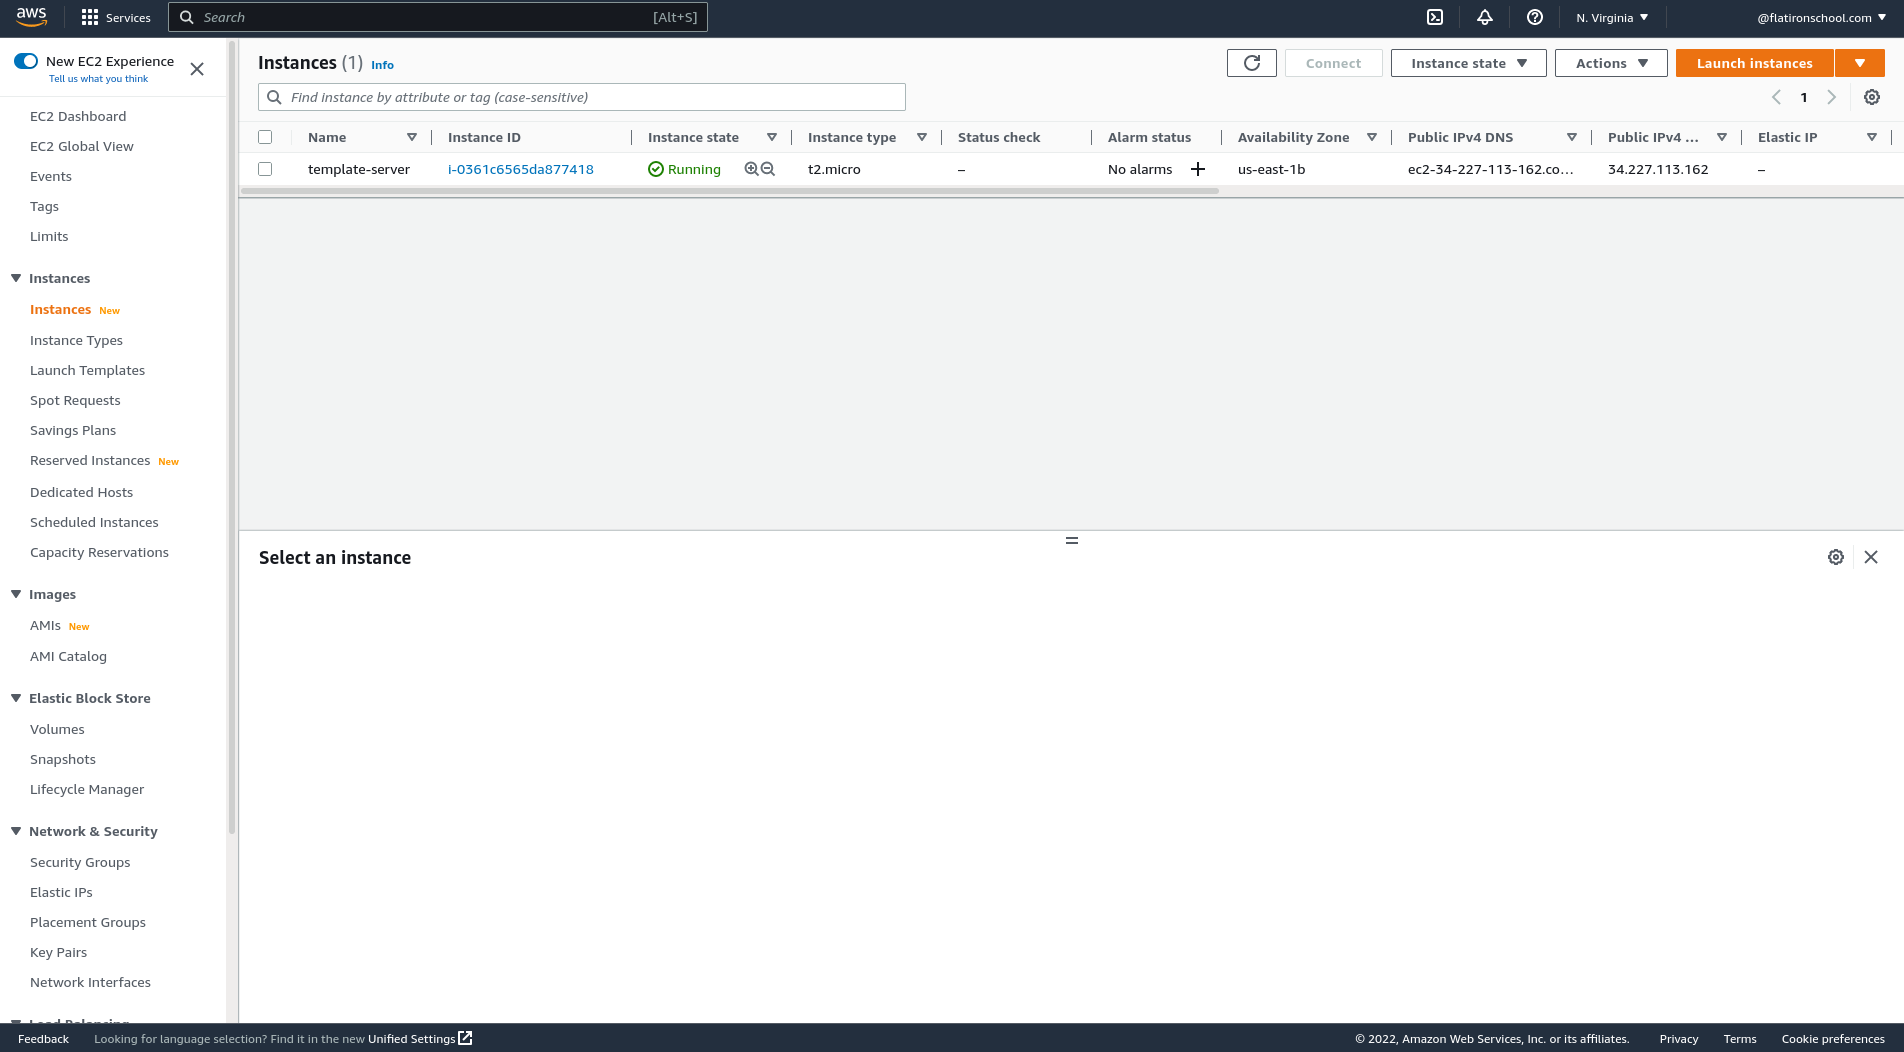 aws
Services
Search
[Alt+S]
N. Virginia
@flatironschool.com
New EC2 Experience
Tell us what you think
EC2 Dashboard
EC2 Global View
Events
Tags
Limits
Instances
Instances New
Instance Types
Launch Templates
Spot Requests
Savings Plans
Reserved Instances New
Dedicated Hosts
Scheduled Instances
Capacity Reservations
Images
AMIs New
AMI Catalog
Elastic Block Store
Volumes
Snapshots
Lifecycle Manager
Network & Security
Security Groups
Elastic IPs
Placement Groups
Key Pairs
Network Interfaces
Load Balancing
Instances (1) Info
Connect
Instance state
Actions
Launch instances
Find instance by attribute or tag (case-sensitive)
1
Name Instance ID Instance state Instance type Status check Alarm status Availability Zone Public IPv4 DNS Public IPv4 ... Elastic IP
template-server i-0361c6565da877418 Running t2.micro – No alarms + us-east-1b ec2-34-227-113-162.co... 34.227.113.162 –
Select an instance
Feedback Looking for language selection? Find it in the new Unified Settings © 2022, Amazon Web Services, Inc. or its affiliates. Privacy Terms Cookie preferences